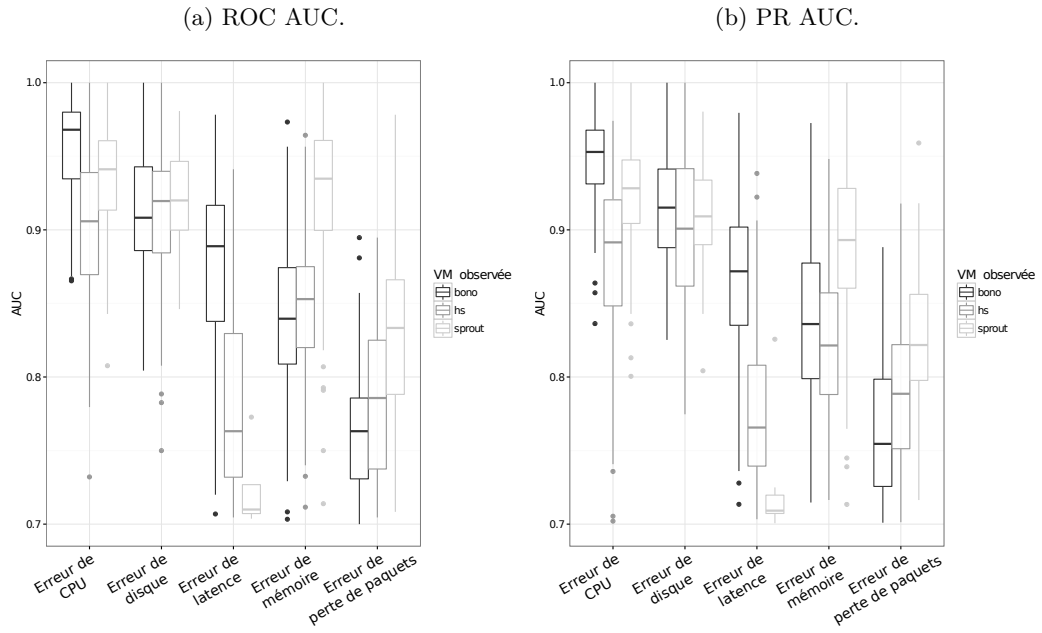 (a) ROC AUC.
1.0
0.9
0.8
0.7
AUC
Erreur de
CPU
Erreur de
disque
Erreur de
latence
Erreur de
mémoire
Erreur de
perte de paquets
VM observée
bono
hs
sprout
(b) PR AUC.
1.0
0.9
0.8
0.7
AUC
Erreur de
CPU
Erreur de
disque
Erreur de
latence
Erreur de
mémoire
Erreur de
perte de paquets
VM observée
bono
hs
sprout